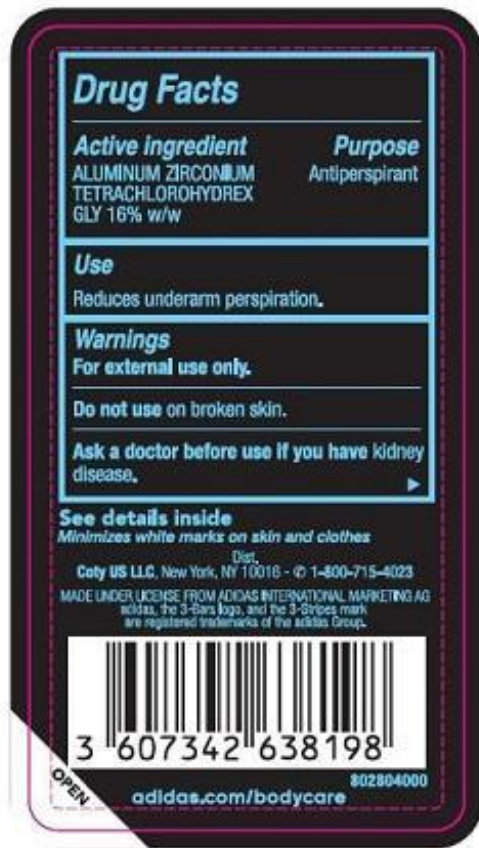 Drug Facts
Active ingredient Purpose
ALUMINUM ZIRCONIUM Antiperspirant
TETRACHLOROHYDREX
GLY 16% w/w
Use
Reduces underarm perspiration.
Warnings
For external use only.
Do not use on broken skin.
Ask a doctor before use if you have kidney
disease.
See details inside
Minimizes white marks on skin and clothes
Dist.
Coty US LLC, New York, NY 10016 - ✆ 1-800-715-4023
MADE UNDER LICENSE FROM ADIDAS INTERNATIONAL MARKETING AG
adidas, the 3-Bars logo, and the 3-Stripes mark
are registered trademarks of the adidas Group.
3 607342 638198
OPEN
802804000
adidas.com/bodycare